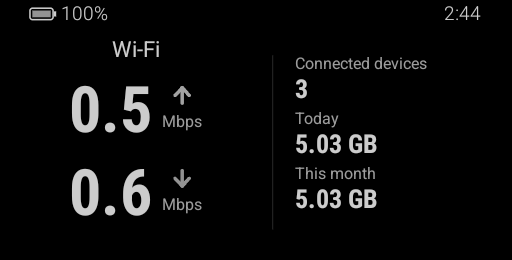 100%
2:44
Wi-Fi
0.5
Mbps
0.6
Mbps
Connected devices
3
Today
5.03 GB
This month
5.03 GB